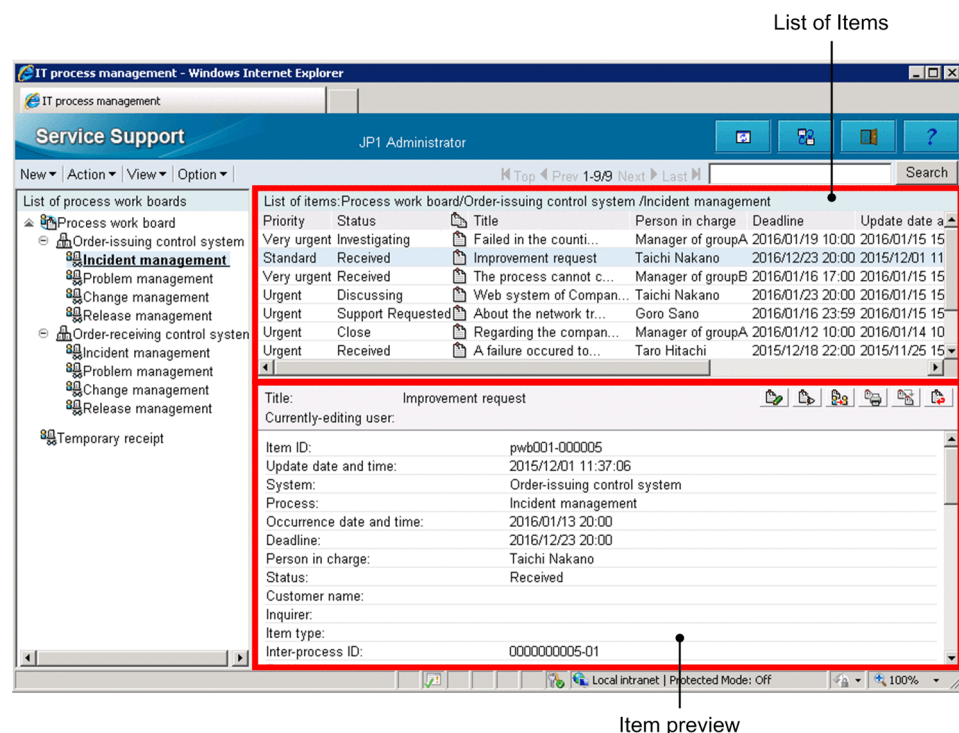 List of Items
IT process management - Windows Internet Explorer
IT process management
Service Support
JP1 Administrator
?
New Action View Option
Top Prev 1-9/9 Next Last
Search
List of process work boards
Process work board
Order-issuing control system
Incident management
Problem management
Change management
Release management
Order-receiving control system
Incident management
Problem management
Change management
Release management
Temporary receipt
List of items:Process work board/Order-issuing control system /Incident management
Priority Status Title Person in charge Deadline Update date a
Very urgent Investigating Failed in the counti... Manager of groupA 2016/01/19 10:00 2016/01/15 15
Standard Received Improvement request Taichi Nakano 2016/12/23 20:00 2015/12/01 11
Very urgent Received The process cannot c... Manager of groupB 2016/01/16 17:00 2016/01/15 15
Urgent Discussing Web system of Compan... Taichi Nakano 2016/01/23 20:00 2016/01/15 15
Urgent Support Requested About the network tr... Goro Sano 2016/01/16 23:59 2016/01/15 15
Urgent Close Regarding the compan... Manager of groupA 2016/01/12 10:00 2016/01/14 10
Urgent Received A failure occured to... Taro Hitachi 2015/12/18 22:00 2015/11/25 15
Title: Improvement request
Currently-editing user:
Item ID: pwb001-000005
Update date and time: 2015/12/01 11:37:06
System: Order-issuing control system
Process: Incident management
Occurrence date and time: 2016/01/13 20:00
Deadline: 2016/12/23 20:00
Person in charge: Taichi Nakano
Status: Received
Customer name:
Inquirer:
Item type:
Inter-process ID: 0000000005-01
Local intranet | Protected Mode: Off
100%
Item preview